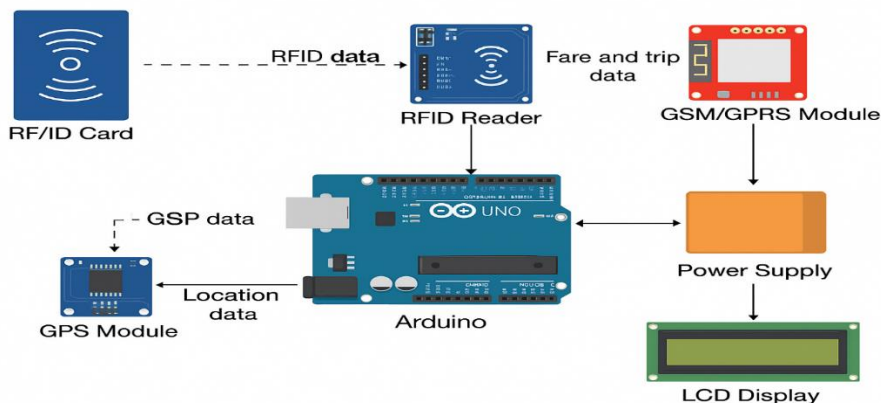 RFID data
Fare and trip
data
RF/ID Card
RFID Reader
GSM/GPRS Module
UNO
GSP data
Location
data
GPS Module
Arduino
Power Supply
LCD Display